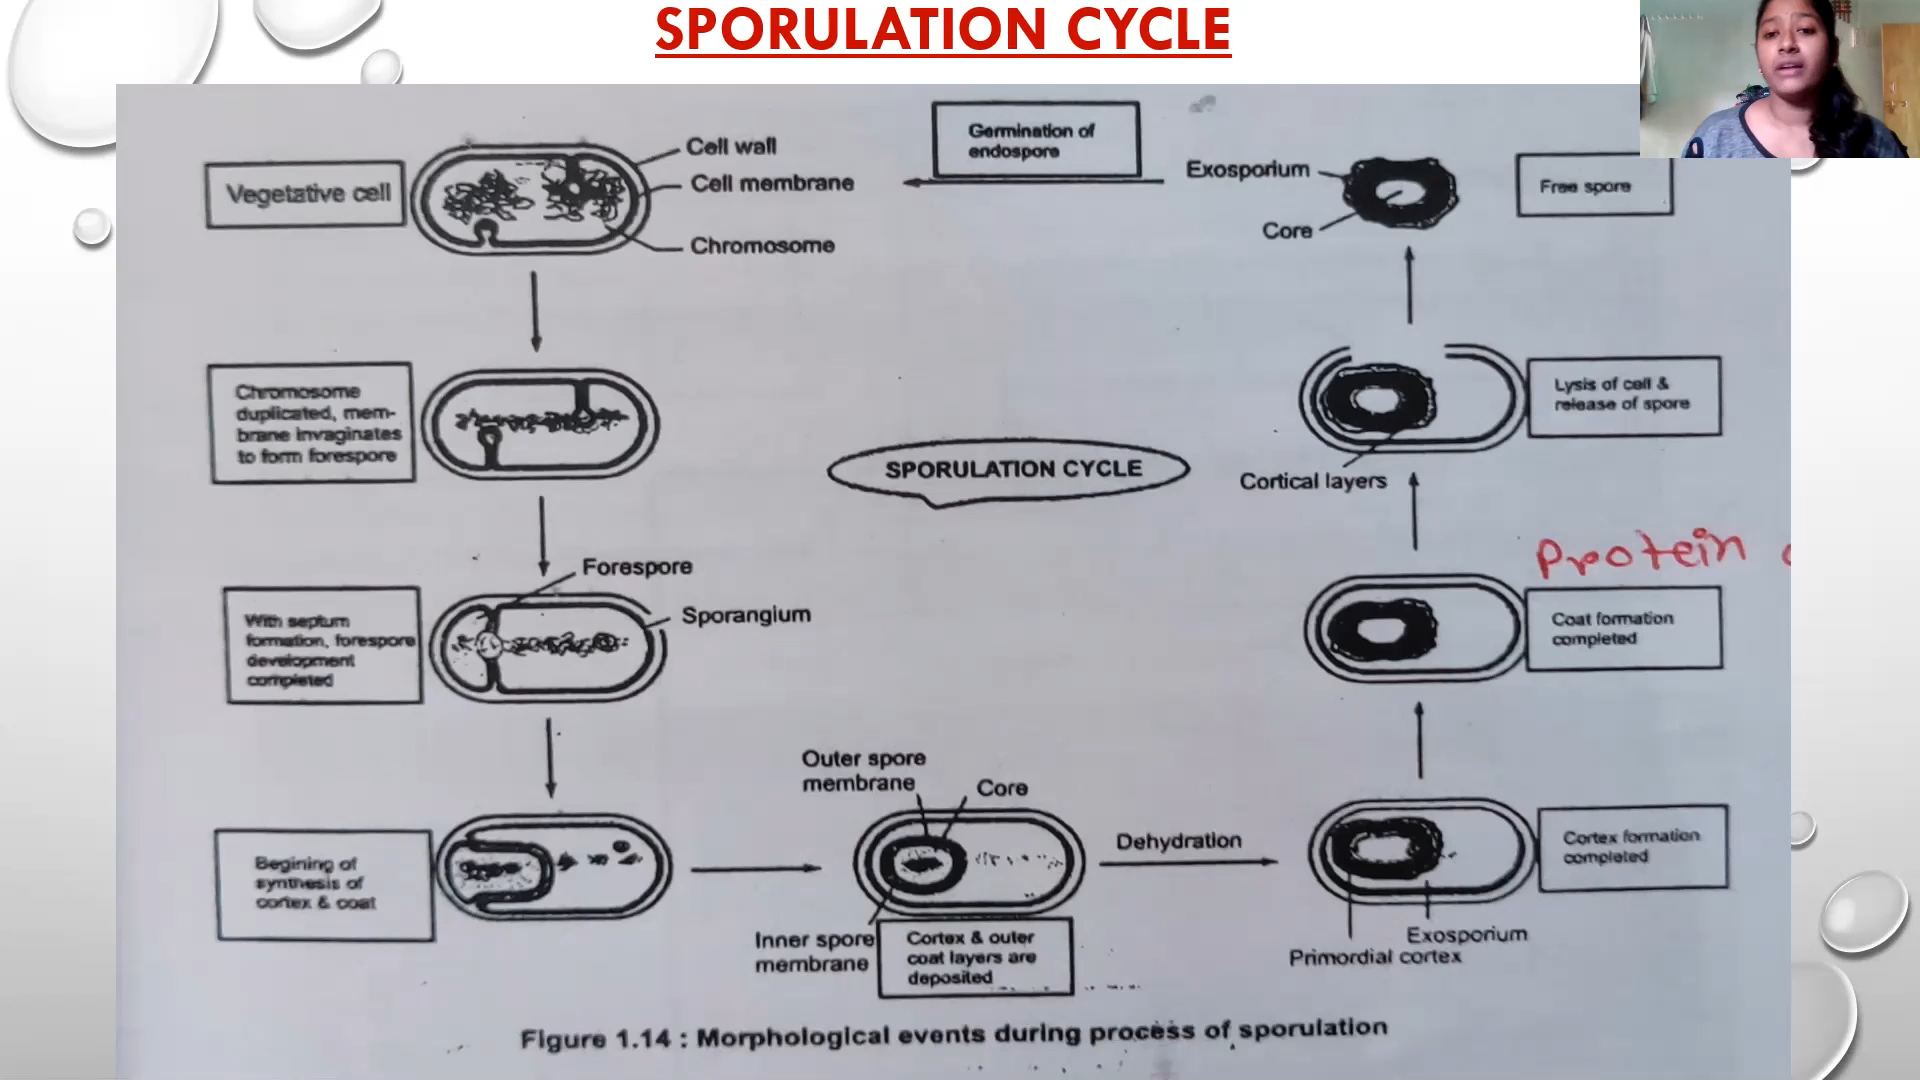 SPORULATION CYCLE
Vegetative cell
Cell wall
Cell membrane
Chromosome
Germination of
endospore
Exosporium
Core
Free spore
Chromosome
duplicated, mem-
brane invaginates
to form forespore
SPORULATION CYCLE
Lysis of cell &
release of spore
Cortical layers
Protein
Forespore
Sporangium
With septum
formation, forespore
development
completed
Coat formation
completed
Outer spore
membrane
Core
Dehydration
Begining of
synthesis of
cortex & coat
Inner spore
membrane
Cortex & outer
coat layers are
deposited
Cortex formation
completed
Exosporium
Primordial cortex
Figure 1.14 : Morphological events during process of sporulation